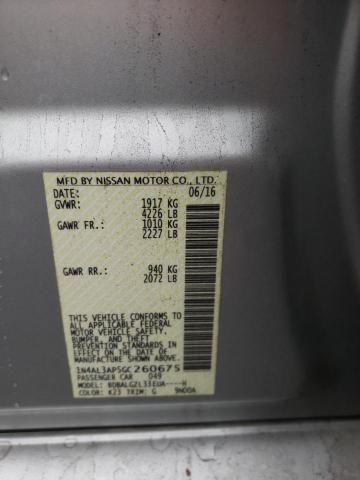 MFD BY NISSAN MOTOR CO., LTD.
DATE: 06/16
GVWR: 1917 KG
4226 LB
GAWR FR: 1010 KG
2227 LB
GAWR RR: 940 KG
2072 LB
THIS VEHICLE CONFORMS TO ALL
APPLICABLE FEDERAL MOTOR VEHICLE
SAFETY, BUMPER, AND THEFT
PREVENTION STANDARDS IN EFFECT
ON THE DATE OF MANUFACTURE
SHOWN ABOVE.
1N4AL3AP5GC260675
PASSENGER CAR 049
MODEL: BDBALGZL33EUA----H
COLOR: K23 TRIM: G 9N00A